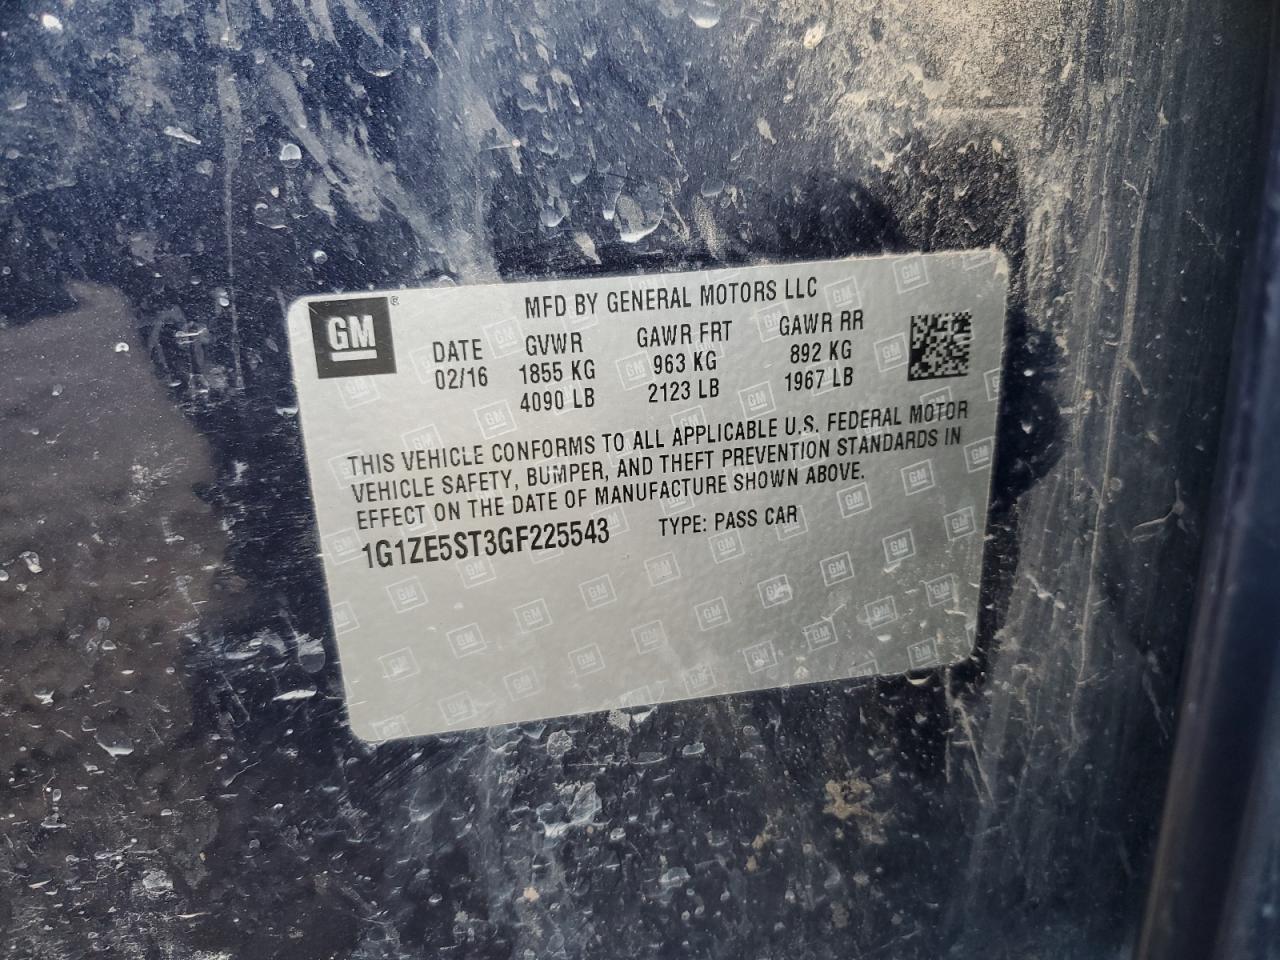 GM ®
MFD BY GENERAL MOTORS LLC
DATE GVWR GAWR FRT GAWR RR
02/16 1855 KG 963 KG 892 KG
4090 LB 2123 LB 1967 LB
THIS VEHICLE CONFORMS TO ALL APPLICABLE U.S. FEDERAL MOTOR
VEHICLE SAFETY, BUMPER, AND THEFT PREVENTION STANDARDS IN
EFFECT ON THE DATE OF MANUFACTURE SHOWN ABOVE.
1G1ZE5ST3GF225543 TYPE: PASS CAR